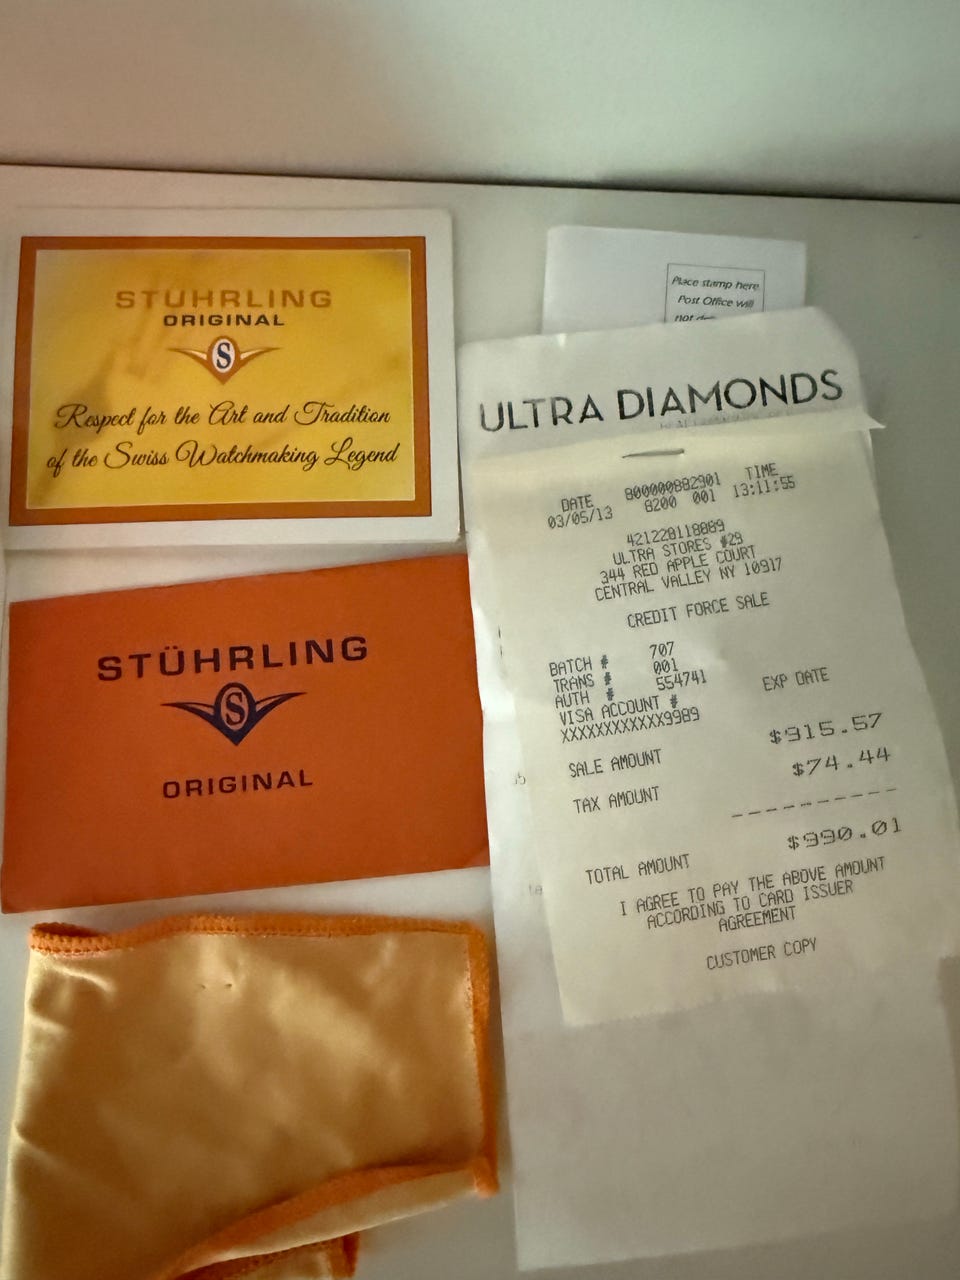 STUHRLING
ORIGINAL
S
Respect for the Art and Tradition
of the Swiss Watchmaking Legend
STÜHRLING
S
ORIGINAL
Place stamp here
Post Office will
not
ULTRA DIAMONDS
DATE 800000882901 TIME
03/05/13 8200 001 13:11:55
421220118889
ULTRA STORES #29
344 RED APPLE COURT
CENTRAL VALLEY NY 10917
CREDIT FORCE SALE
BATCH # 707
TRANS # 001
AUTH # 554741
VISA ACCOUNT # EXP DATE
XXXXXXXXXXXX9989
SALE AMOUNT $915.57
TAX AMOUNT $74.44
----------
TOTAL AMOUNT $990.01
I AGREE TO PAY THE ABOVE AMOUNT
ACCORDING TO CARD ISSUER
AGREEMENT
CUSTOMER COPY